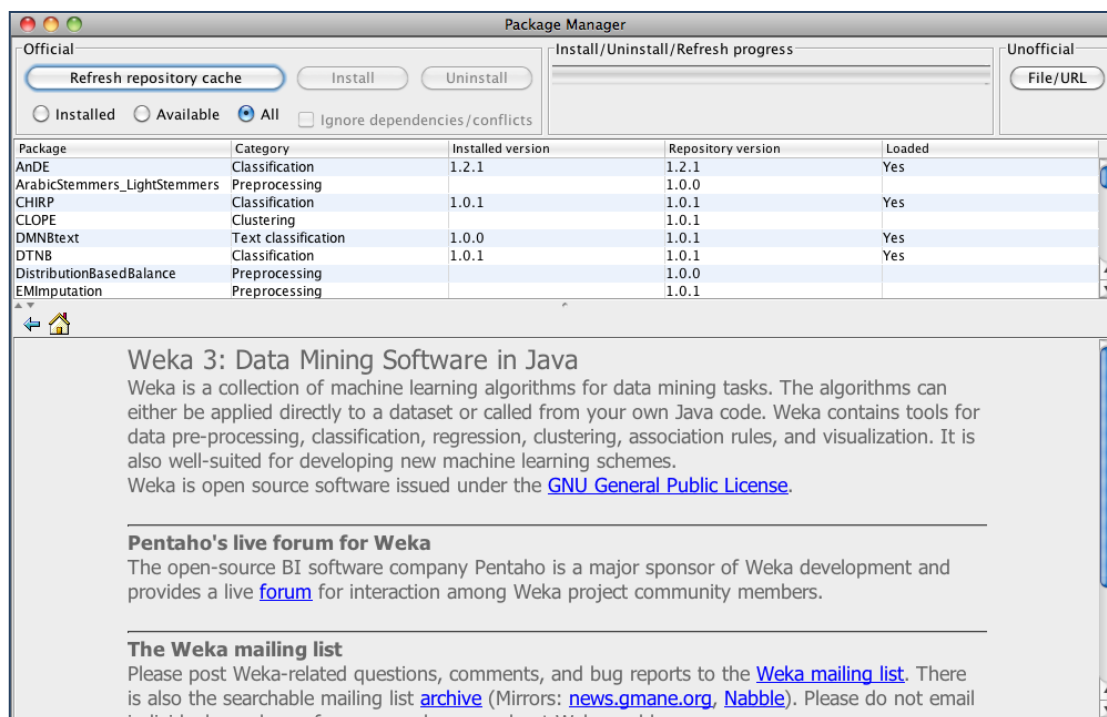 Package Manager
Official
Install/Uninstall/Refresh progress
Unofficial
Refresh repository cache
Install
Uninstall
File/URL
Installed
Available
All
Ignore dependencies/conflicts
Package Category Installed version Repository version Loaded
AnDE Classification 1.2.1 1.2.1 Yes
ArabicStemmers_LightStemmers Preprocessing 1.0.0
CHIRP Classification 1.0.1 1.0.1 Yes
CLOPE Clustering 1.0.1
DMNBtext Text classification 1.0.0 1.0.1 Yes
DTNB Classification 1.0.1 1.0.1 Yes
DistributionBasedBalance Preprocessing 1.0.0
EMImputation Preprocessing 1.0.1
Weka 3: Data Mining Software in Java
Weka is a collection of machine learning algorithms for data mining tasks. The algorithms can
either be applied directly to a dataset or called from your own Java code. Weka contains tools for
data pre-processing, classification, regression, clustering, association rules, and visualization. It is
also well-suited for developing new machine learning schemes.
Weka is open source software issued under the GNU General Public License.
Pentaho's live forum for Weka
The open-source BI software company Pentaho is a major sponsor of Weka development and
provides a live forum for interaction among Weka project community members.
The Weka mailing list
Please post Weka-related questions, comments, and bug reports to the Weka mailing list. There
is also the searchable mailing list archive (Mirrors: news.gmane.org, Nabble). Please do not email